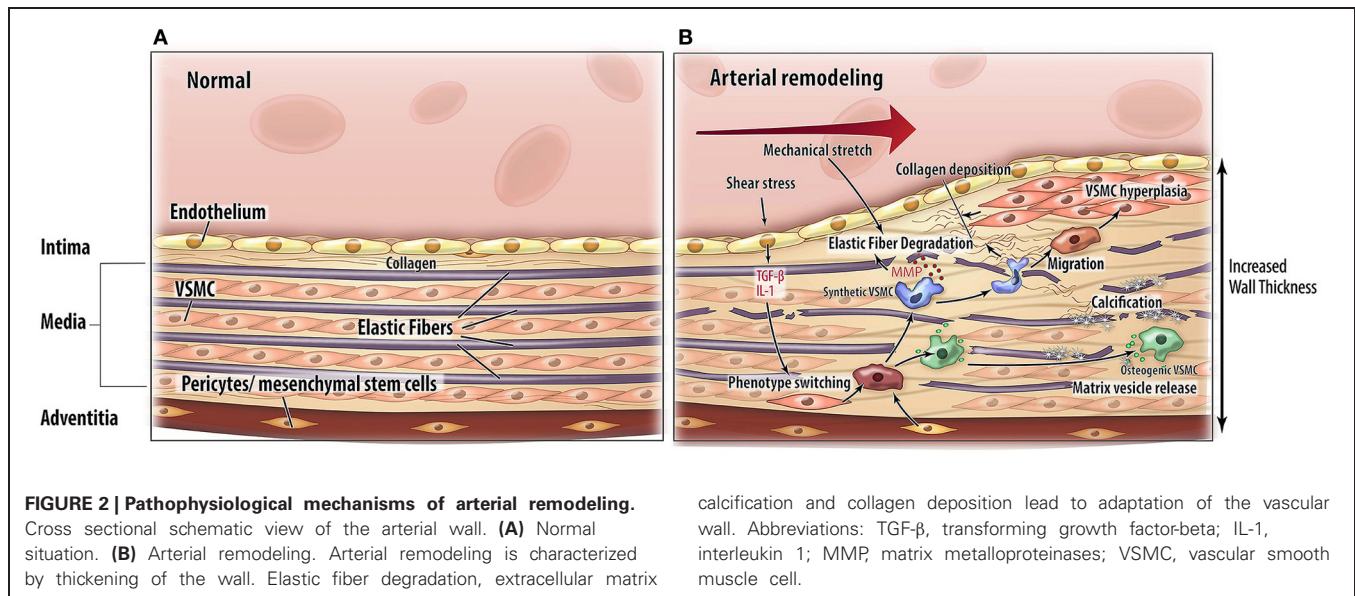 A
Normal
Endothelium
Intima
Collagen
VSMC
Media
Elastic Fibers
Pericytes/ mesenchymal stem cells
Adventitia
B
Arterial remodeling
Mechanical stretch
Collagen deposition
Shear stress
VSMC hyperplasia
Elastic Fiber Degradation
TGF-β
IL-1
MMP
Synthetic VSMC
Migration
Calcification
Increased
Wall Thickness
Osteogenic VSMC
Phenotype switching
Matrix vesicle release
FIGURE 2 | Pathophysiological mechanisms of arterial remodeling.
Cross sectional schematic view of the arterial wall. (A) Normal
situation. (B) Arterial remodeling. Arterial remodeling is characterized
by thickening of the wall. Elastic fiber degradation, extracellular matrix
calcification and collagen deposition lead to adaptation of the vascular
wall. Abbreviations: TGF-β, transforming growth factor-beta; IL-1,
interleukin 1; MMP, matrix metalloproteinases; VSMC, vascular smooth
muscle cell.